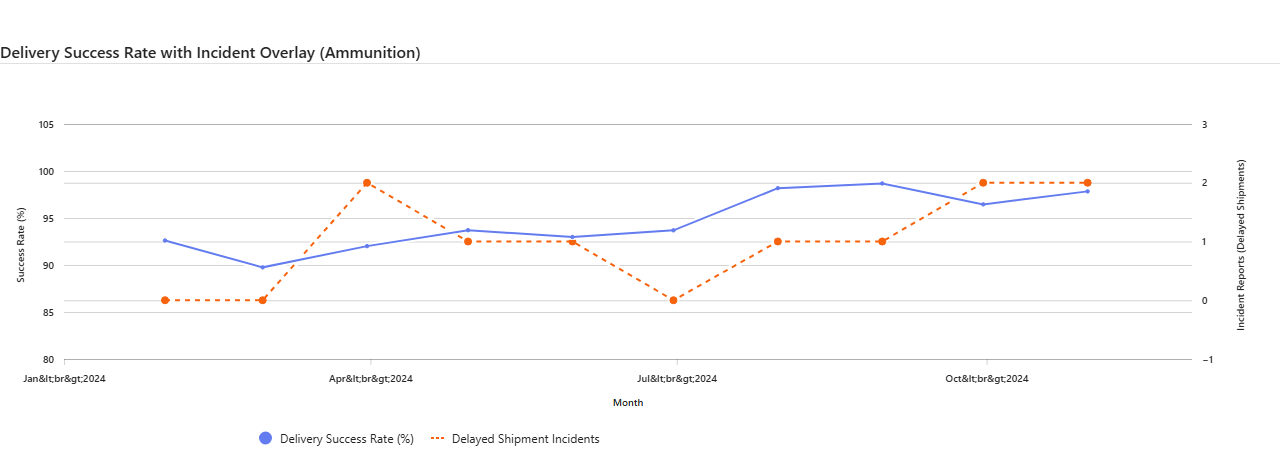 Delivery Success Rate with Incident Overlay (Ammunition)
105
100
95
90
85
80
Success Rate (%)
3
2
1
0
−1
Incident Reports (Delayed Shipments)
Jan&lt;br&gt;2024
Apr&lt;br&gt;2024
Jul&lt;br&gt;2024
Oct&lt;br&gt;2024
Month
Delivery Success Rate (%)
Delayed Shipment Incidents